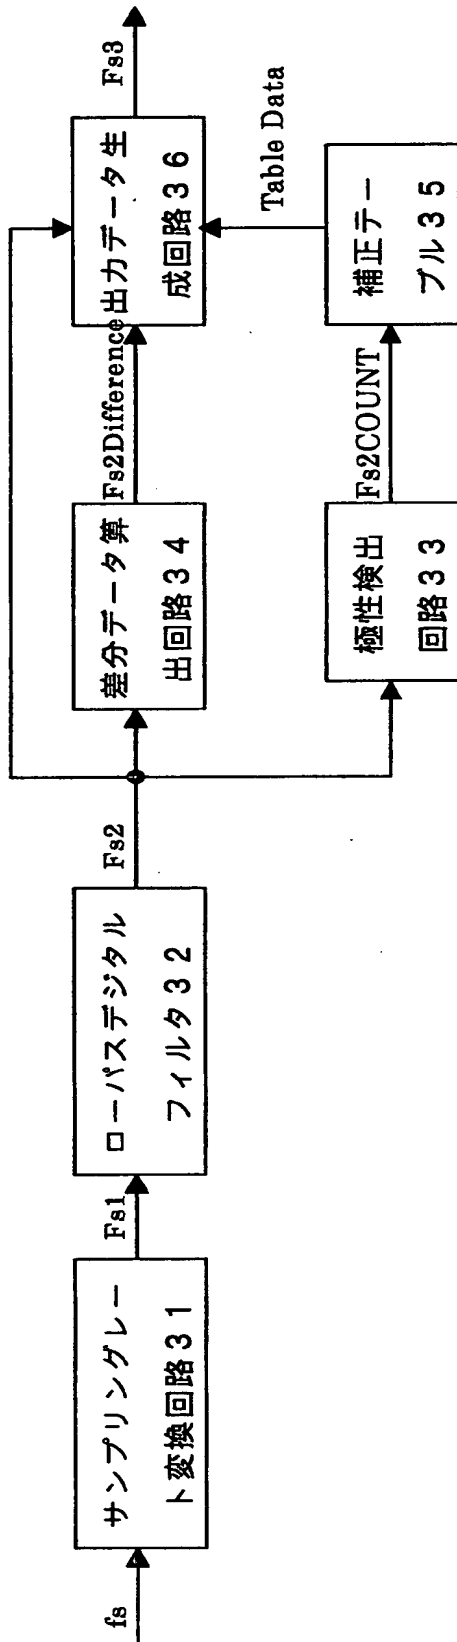 fs
サンプリングレー
ト変換回路31
Fs1
ローパスデジタル
フィルタ32
Fs2
差分データ算
出回路34
Fs2Difference
出力データ生
成回路36
Fs3
極性検出
回路33
Fs2COUNT
補正テー
ブル35
Table Data